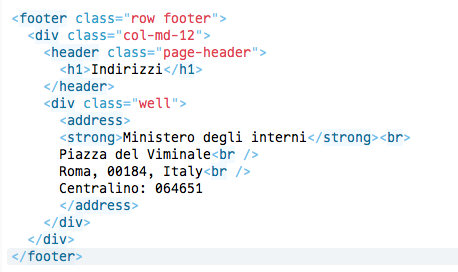 <footer class="row footer">
  <div class="col-md-12">
    <header class="page-header">
      <h1>Indirizzi</h1>
    </header>
    <div class="well">
      <address>
      <strong>Ministero degli interni</strong><br>
      Piazza del Viminale<br />
      Roma, 00184, Italy<br />
      Centralino: 064651
      </address>
    </div>
  </div>
</footer>